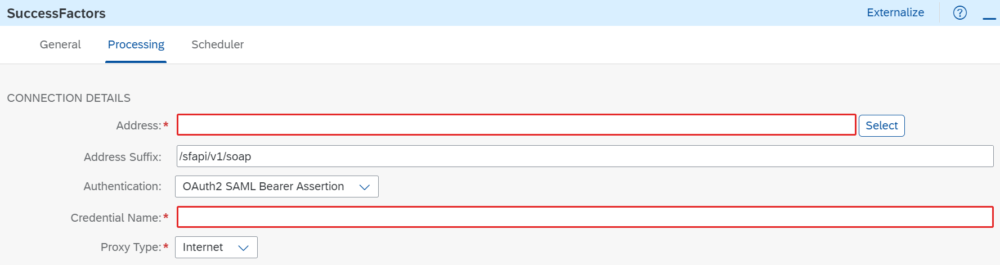 SuccessFactors
Externalize
?
General Processing Scheduler
CONNECTION DETAILS
Address:*
Select
Address Suffix: /sfapi/v1/soap
Authentication: OAuth2 SAML Bearer Assertion
Credential Name:*
Proxy Type:* Internet